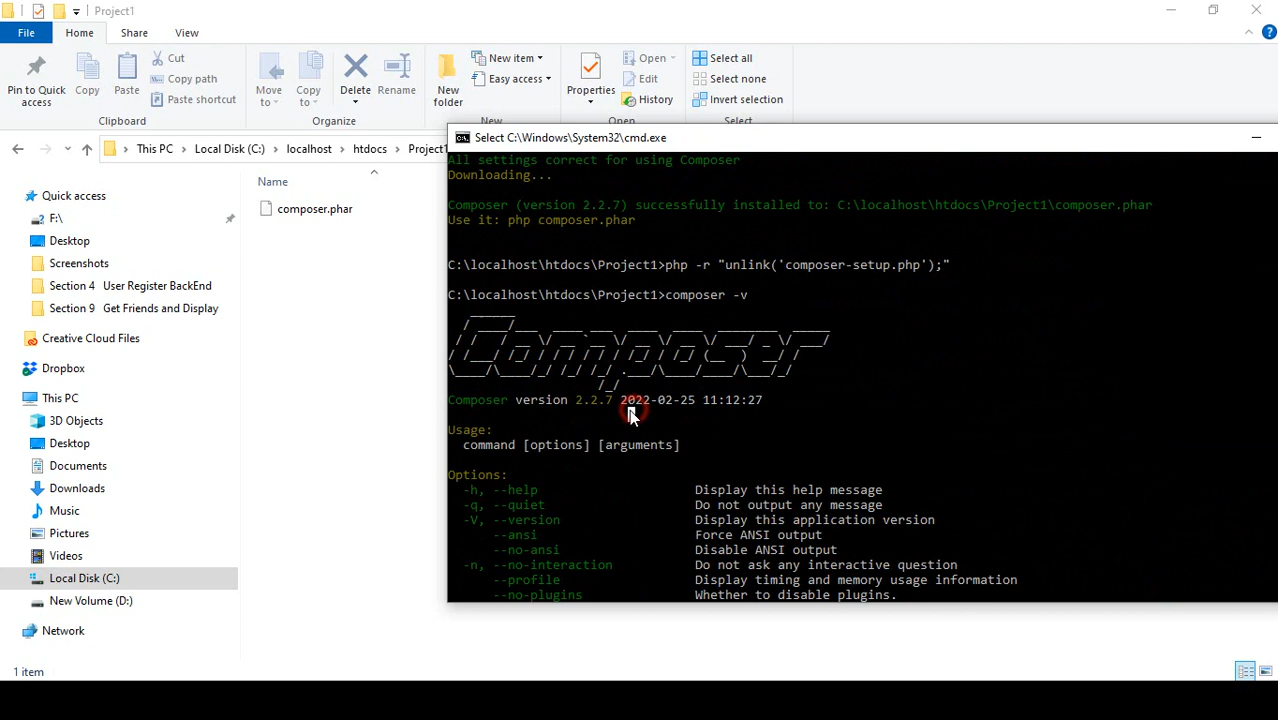 Project1
File Home Share View
Pin to Quick access
Copy
Paste
Cut
Copy path
Paste shortcut
Clipboard
Move to
Copy to
Delete
Rename
Organize
New folder
New item
Easy access
New
Properties
Open
Edit
History
Open
Select all
Select none
Invert selection
Select
This PC > Local Disk (C:) > localhost > htdocs > Project1
Quick access
F:\
Desktop
Screenshots
Section 4 User Register BackEnd
Section 9 Get Friends and Display
Creative Cloud Files
Dropbox
This PC
3D Objects
Desktop
Documents
Downloads
Music
Pictures
Videos
Local Disk (C:)
New Volume (D:)
Network
Name
composer.phar
1 item
Select C:\Windows\System32\cmd.exe
All settings correct for using Composer
Downloading...
Composer (version 2.2.7) successfully installed to: C:\localhost\htdocs\Project1\composer.phar
Use it: php composer.phar
C:\localhost\htdocs\Project1>php -r "unlink('composer-setup.php');"
C:\localhost\htdocs\Project1>composer -v
Composer
Composer version 2.2.7 2022-02-25 11:12:27
Usage:
command [options] [arguments]
Options:
-h, --help Display this help message
-q, --quiet Do not output any message
-V, --version Display this application version
--ansi Force ANSI output
--no-ansi Disable ANSI output
-n, --no-interaction Do not ask any interactive question
--profile Display timing and memory usage information
--no-plugins Whether to disable plugins.